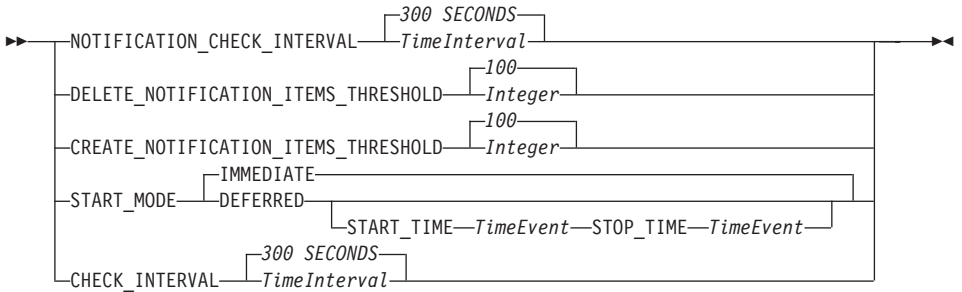 300 SECONDS
NOTIFICATION_CHECK_INTERVAL TimeInterval
100
DELETE_NOTIFICATION_ITEMS_THRESHOLD Integer
100
CREATE_NOTIFICATION_ITEMS_THRESHOLD Integer
IMMEDIATE
START_MODE DEFERRED
START_TIME TimeEvent STOP_TIME TimeEvent
300 SECONDS
CHECK_INTERVAL TimeInterval